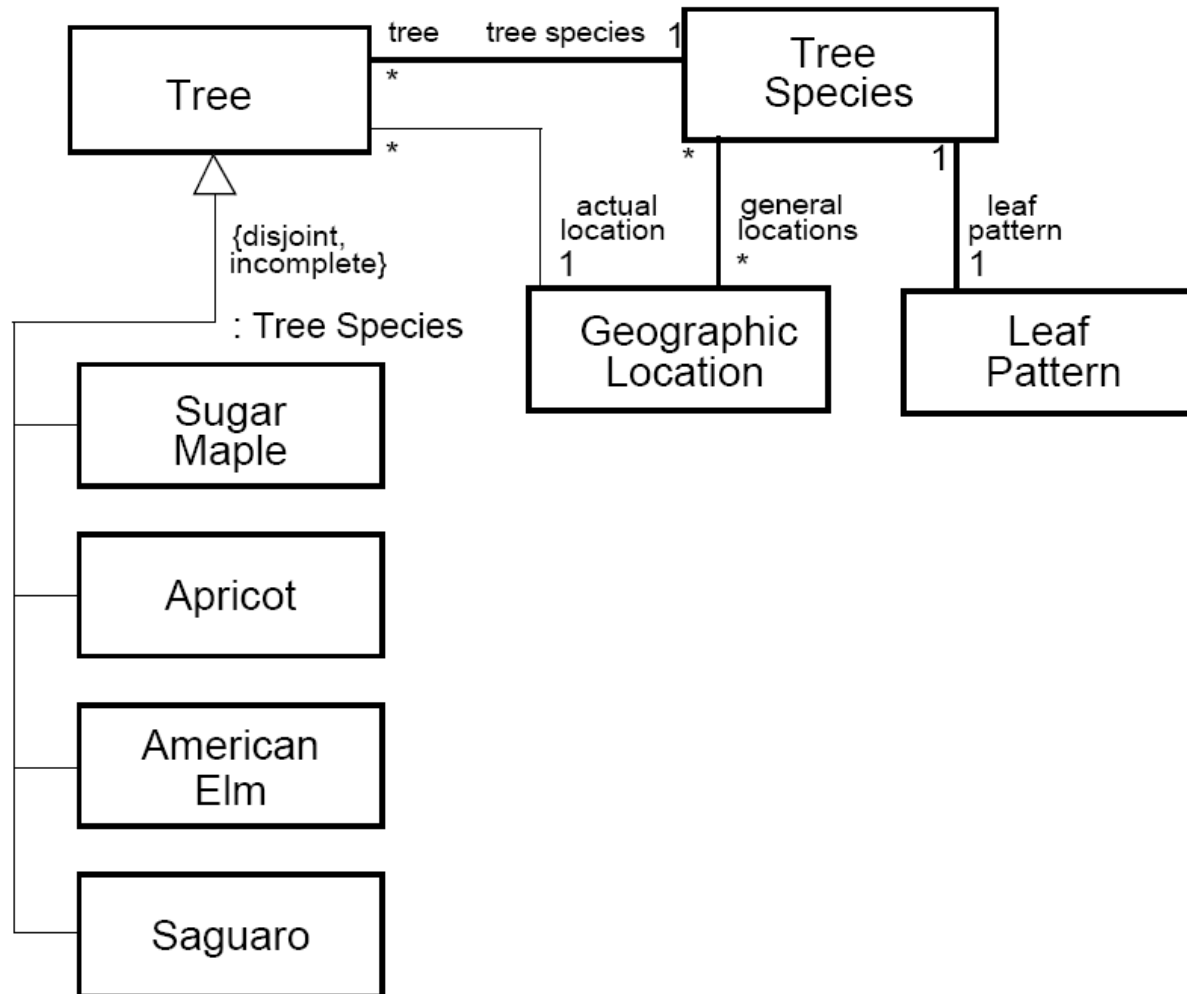 tree tree species 1
Tree
Species
*
Tree
*
* 1
actual
location
general
locations
leaf
pattern
{disjoint,
incomplete}
1 * 1
: Tree Species
Geographic
Location
Leaf
Pattern
Sugar
Maple
Apricot
American
Elm
Saguaro